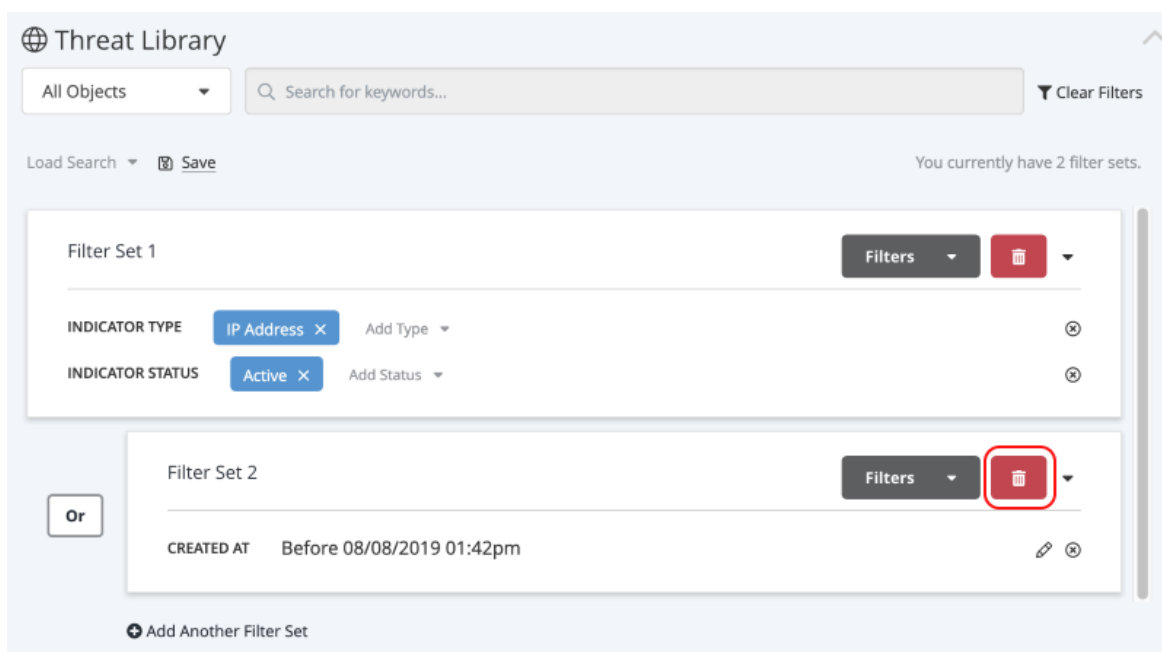 Threat Library
All Objects Search for keywords... Clear Filters
Load Search Save You currently have 2 filter sets.
Filter Set 1 Filters
INDICATOR TYPE IP Address Add Type
INDICATOR STATUS Active Add Status
Filter Set 2 Filters
Or
CREATED AT Before 08/08/2019 01:42pm
Add Another Filter Set